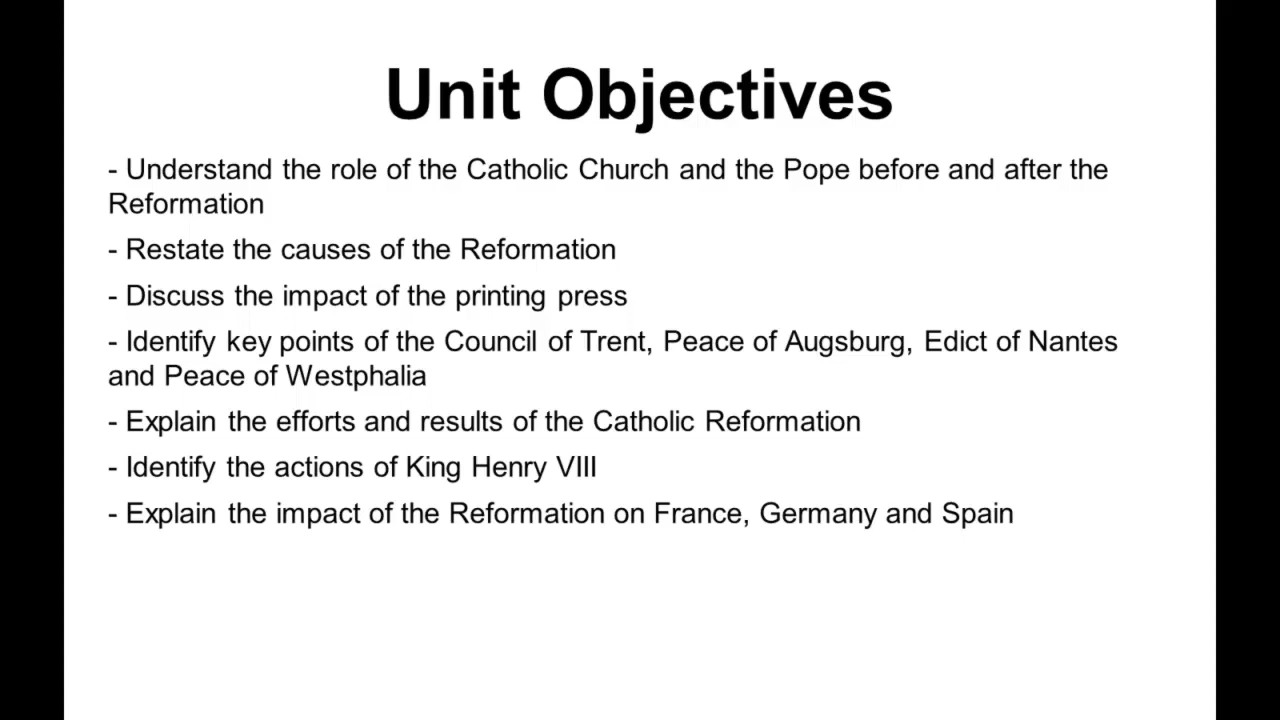 Unit Objectives
- Understand the role of the Catholic Church and the Pope before and after the
Reformation
- Restate the causes of the Reformation
- Discuss the impact of the printing press
- Identify key points of the Council of Trent, Peace of Augsburg, Edict of Nantes
and Peace of Westphalia
- Explain the efforts and results of the Catholic Reformation
- Identify the actions of King Henry VIII
- Explain the impact of the Reformation on France, Germany and Spain